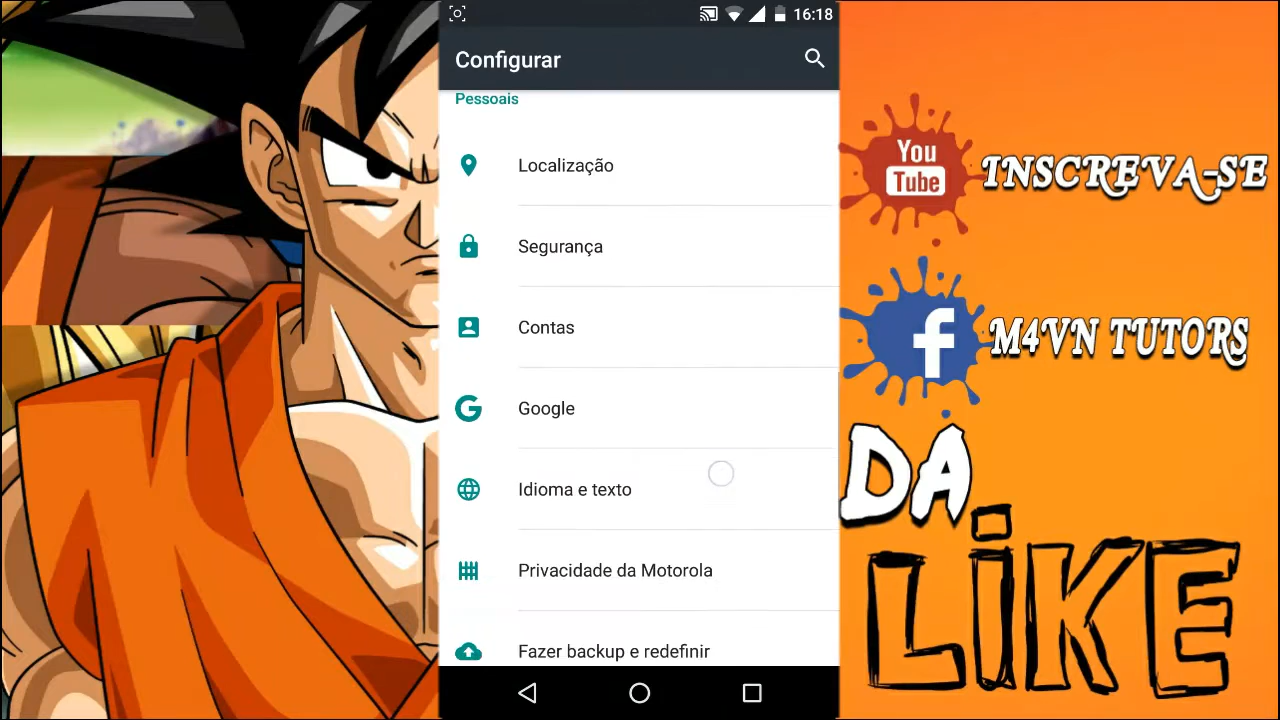 16:18
Configurar
Pessoais
Localização
Segurança
Contas
G Google
Idioma e texto
Privacidade da Motorola
Fazer backup e redefinir
You
Tube
INSCREVA-SE
f
M4VN TUTORS
DA
LiKE